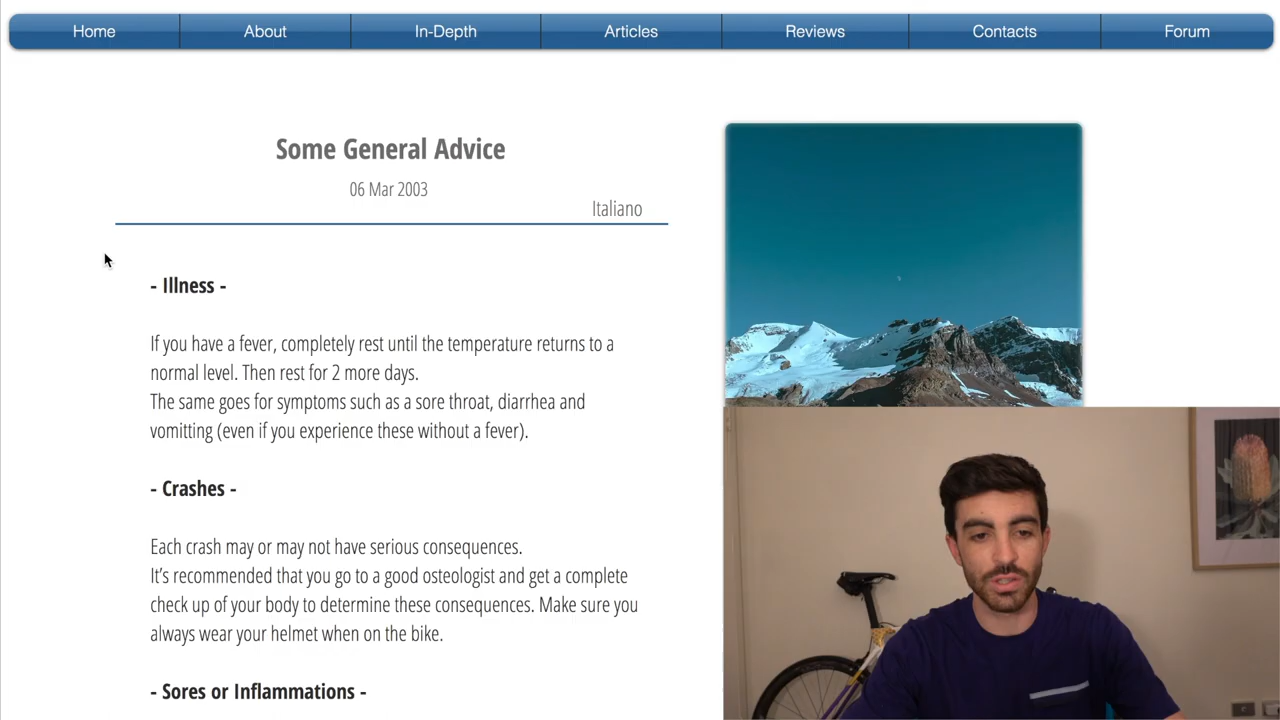 Home About In-Depth Articles Reviews Contacts Forum
Some General Advice
06 Mar 2003
Italiano
- Illness -
If you have a fever, completely rest until the temperature returns to a
normal level. Then rest for 2 more days.
The same goes for symptoms such as a sore throat, diarrhea and
vomitting (even if you experience these without a fever).
- Crashes -
Each crash may or may not have serious consequences.
It's recommended that you go to a good osteologist and get a complete
check up of your body to determine these consequences. Make sure you
always wear your helmet when on the bike.
- Sores or Inflammations -